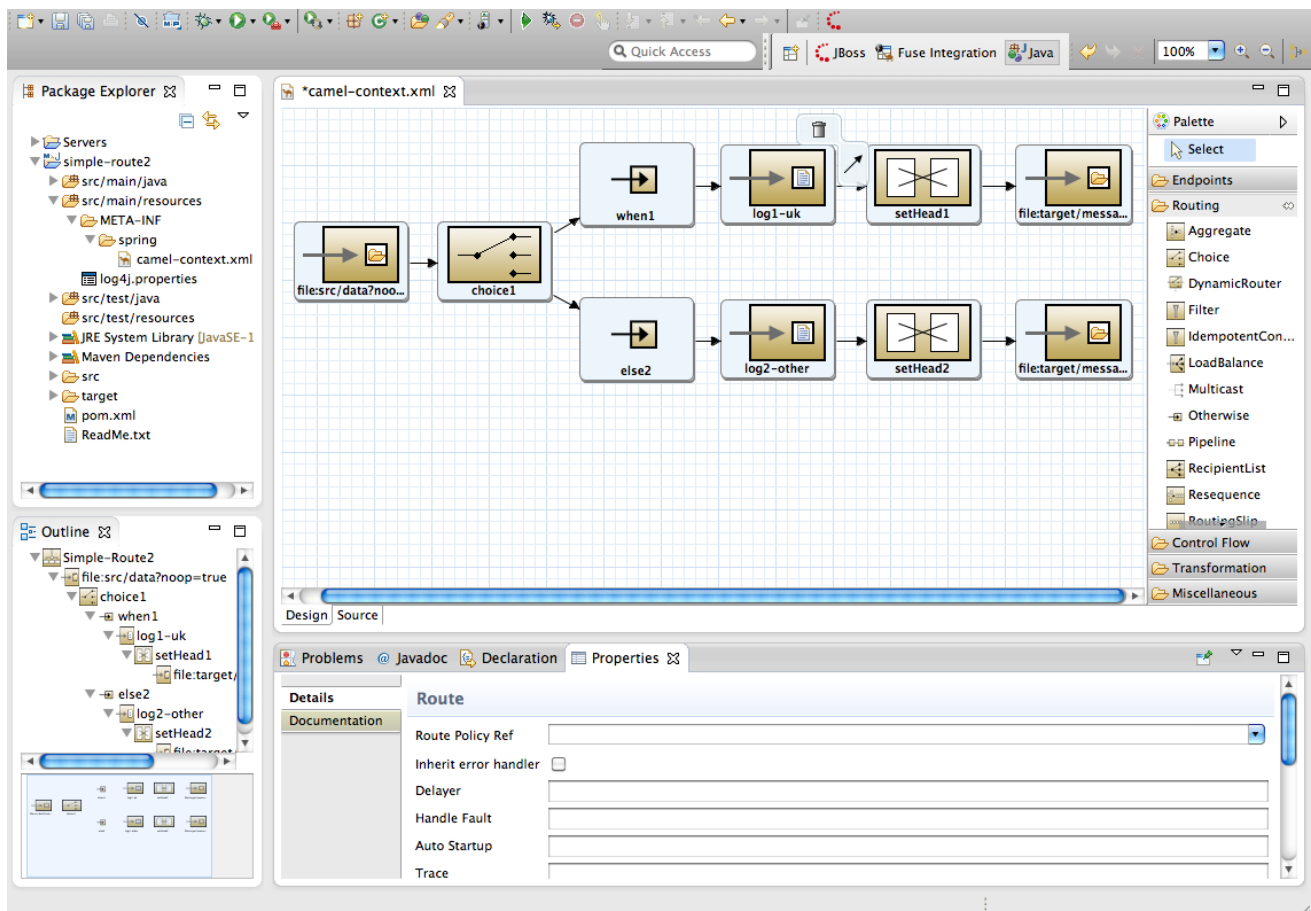 Quick Access
JBoss Fuse Integration Java
100%
Package Explorer
Servers
simple-route2
src/main/java
src/main/resources
META-INF
spring
camel-context.xml
log4j.properties
src/test/java
src/test/resources
JRE System Library [JavaSE-1
Maven Dependencies
src
target
pom.xml
ReadMe.txt
*camel-context.xml
when1
log1-uk
setHead1
file:target/messa...
file:src/data?noo...
choice1
else2
log2-other
setHead2
file:target/messa...
Design Source
Palette
Select
Endpoints
Routing
Aggregate
Choice
DynamicRouter
Filter
IdempotentCon...
LoadBalance
Multicast
Otherwise
Pipeline
RecipientList
Resequence
RoutingSlip
Control Flow
Transformation
Miscellaneous
Outline
Simple-Route2
file:src/data?noop=true
choice1
when1
log1-uk
setHead1
file:target/
else2
log2-other
setHead2
file:target
Problems @ Javadoc Declaration Properties
Details
Documentation
Route
Route Policy Ref
Inherit error handler
Delayer
Handle Fault
Auto Startup
Trace